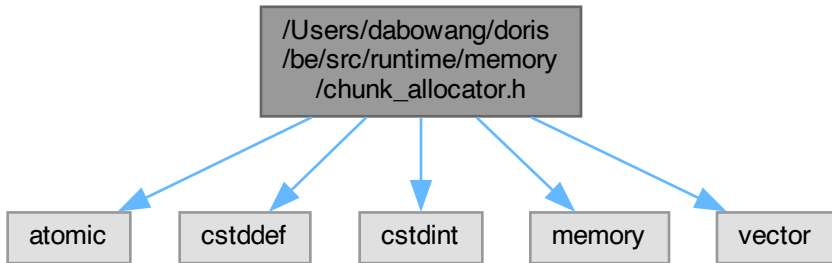 /Users/dabowang/doris
/be/src/runtime/memory
/chunk_allocator.h
atomic
cstddef
cstdint
memory
vector